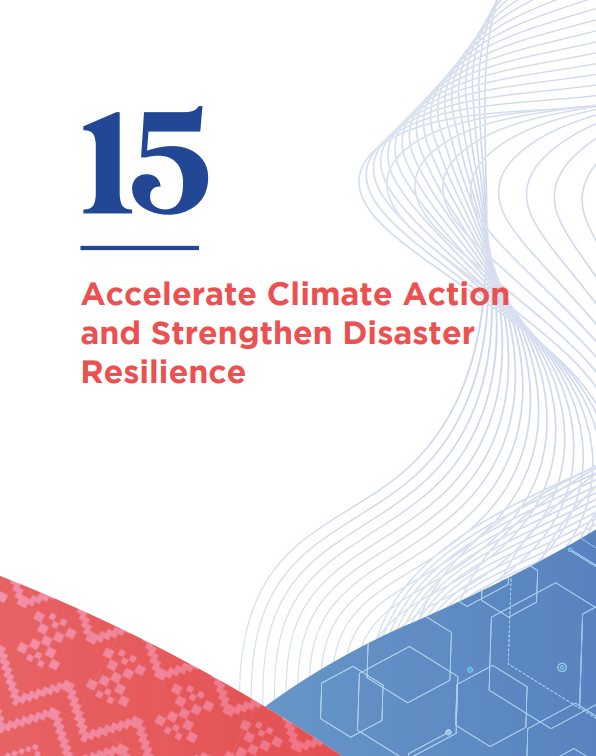 15
Accelerate Climate Action
and Strengthen Disaster
Resilience